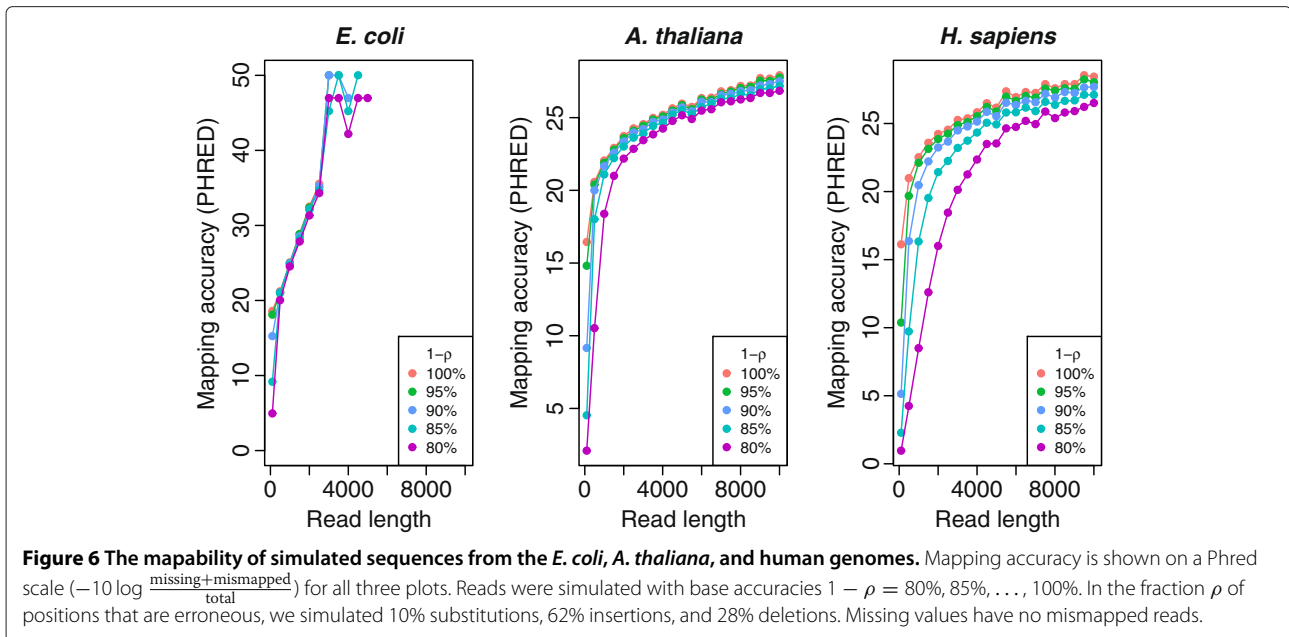 E. coli
A. thaliana
H. sapiens
Mapping accuracy (PHRED)
50
40
30
20
10
0
1−ρ
100%
95%
90%
85%
80%
0 4000 8000
Read length
Mapping accuracy (PHRED)
25
20
15
10
5
1−ρ
100%
95%
90%
85%
80%
0 4000 8000
Read length
Mapping accuracy (PHRED)
25
20
15
10
5
0
1−ρ
100%
95%
90%
85%
80%
0 4000 8000
Read length
Figure 6 The mapability of simulated sequences from the E. coli, A. thaliana, and human genomes. Mapping accuracy is shown on a Phred
scale (−10 log missing+mismapped/total) for all three plots. Reads were simulated with base accuracies 1 − ρ = 80%, 85%, . . . , 100%. In the fraction ρ of
positions that are erroneous, we simulated 10% substitutions, 62% insertions, and 28% deletions. Missing values have no mismapped reads.